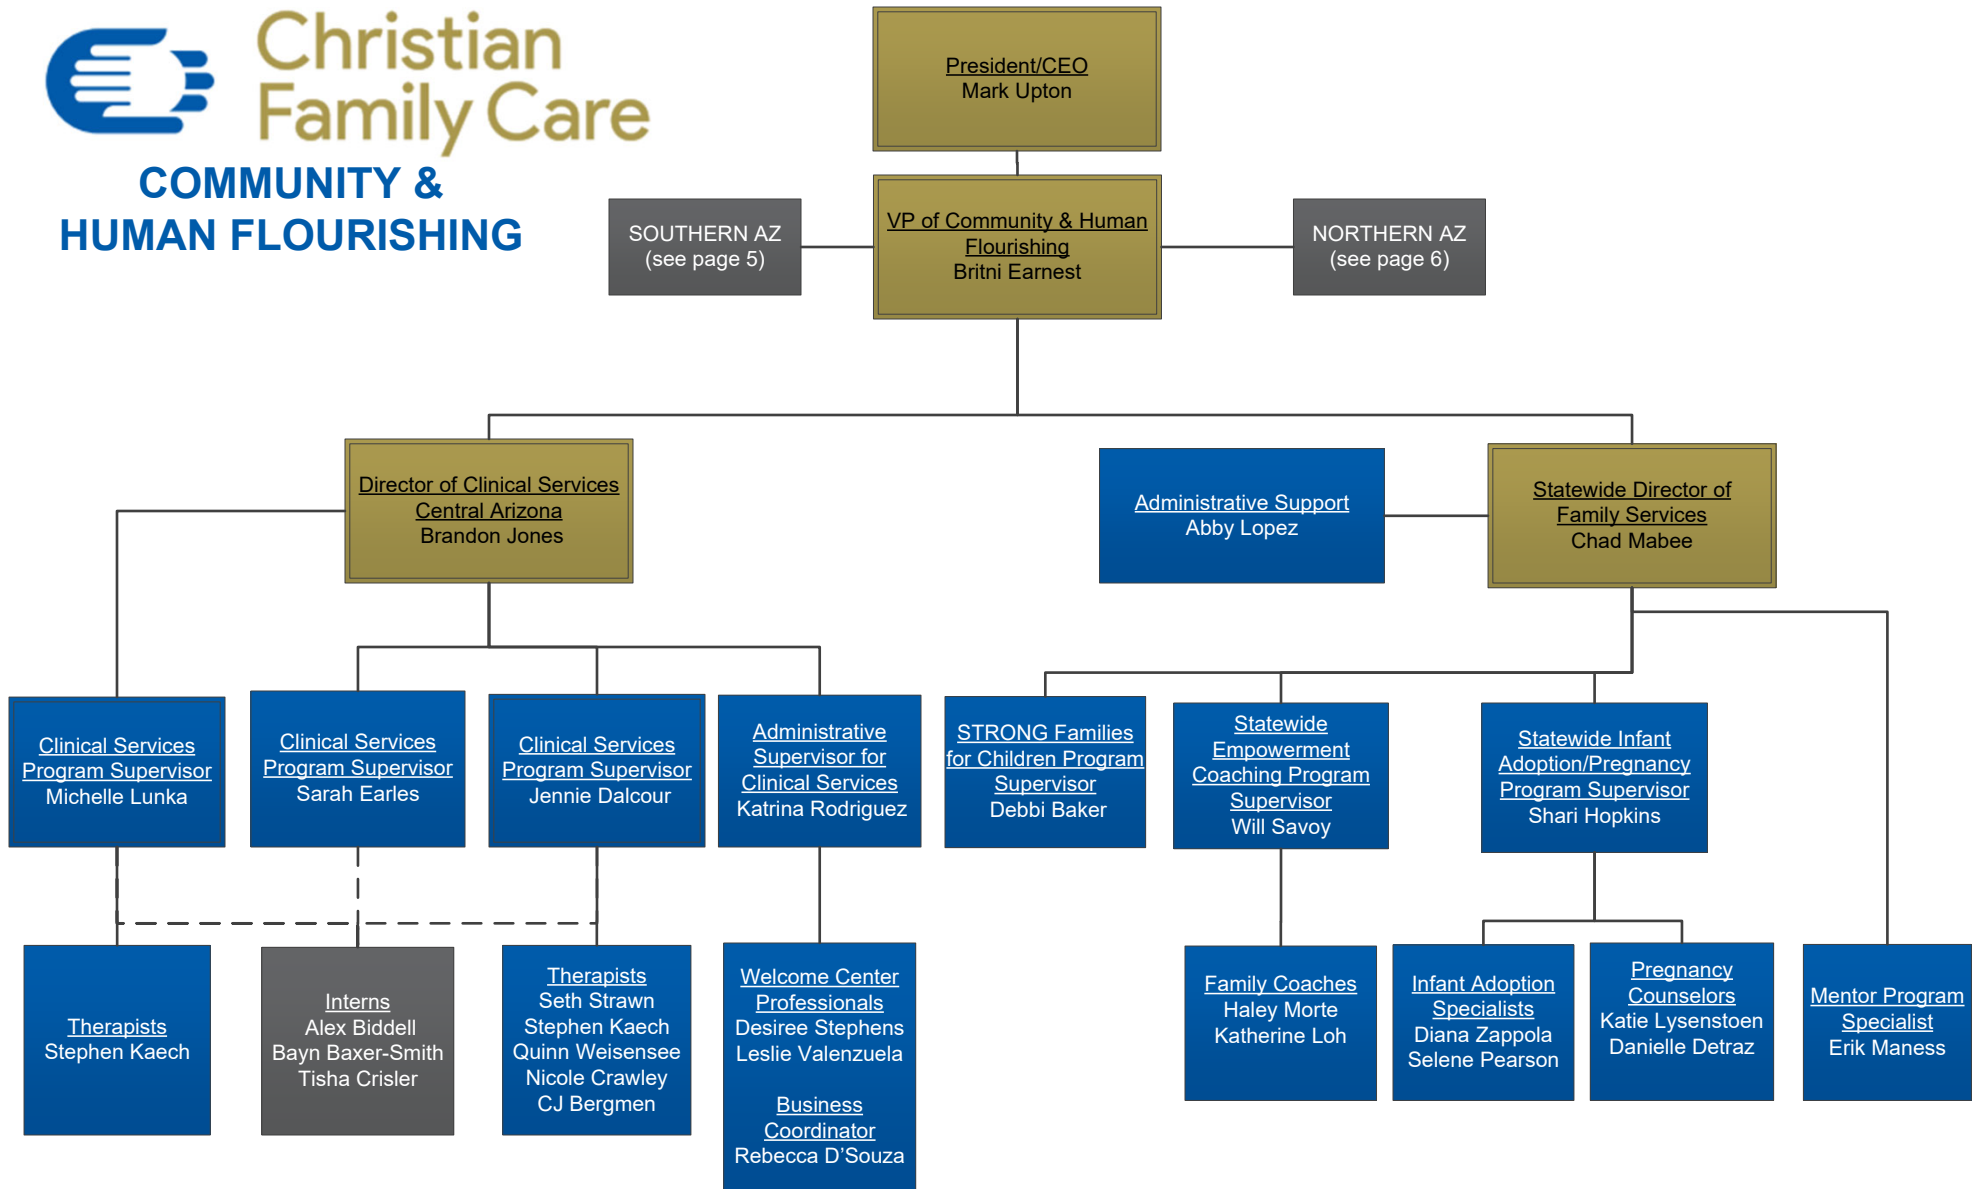 Christian
Family Care
COMMUNITY &
HUMAN FLOURISHING
President/CEO
Mark Upton
SOUTHERN AZ
(see page 5)
VP of Community & Human
Flourishing
Britni Earnest
NORTHERN AZ
(see page 6)
Director of Clinical Services
Central Arizona
Brandon Jones
Administrative Support
Abby Lopez
Statewide Director of
Family Services
Chad Mabee
Clinical Services
Program Supervisor
Michelle Lunka
Clinical Services
Program Supervisor
Sarah Earles
Clinical Services
Program Supervisor
Jennie Dalcour
Administrative
Supervisor for
Clinical Services
Katrina Rodriguez
STRONG Families
for Children Program
Supervisor
Debbi Baker
Statewide
Empowerment
Coaching Program
Supervisor
Will Savoy
Statewide Infant
Adoption/Pregnancy
Program Supervisor
Shari Hopkins
Therapists
Stephen Kaech
Interns
Alex Biddell
Bayn Baxer-Smith
Tisha Crisler
Therapists
Seth Strawn
Stephen Kaech
Quinn Weisensee
Nicole Crawley
CJ Bergmen
Welcome Center
Professionals
Desiree Stephens
Leslie Valenzuela
Business
Coordinator
Rebecca D’Souza
Family Coaches
Haley Morte
Katherine Loh
Infant Adoption
Specialists
Diana Zappola
Selene Pearson
Pregnancy
Counselors
Katie Lysenstoen
Danielle Detraz
Mentor Program
Specialist
Erik Maness